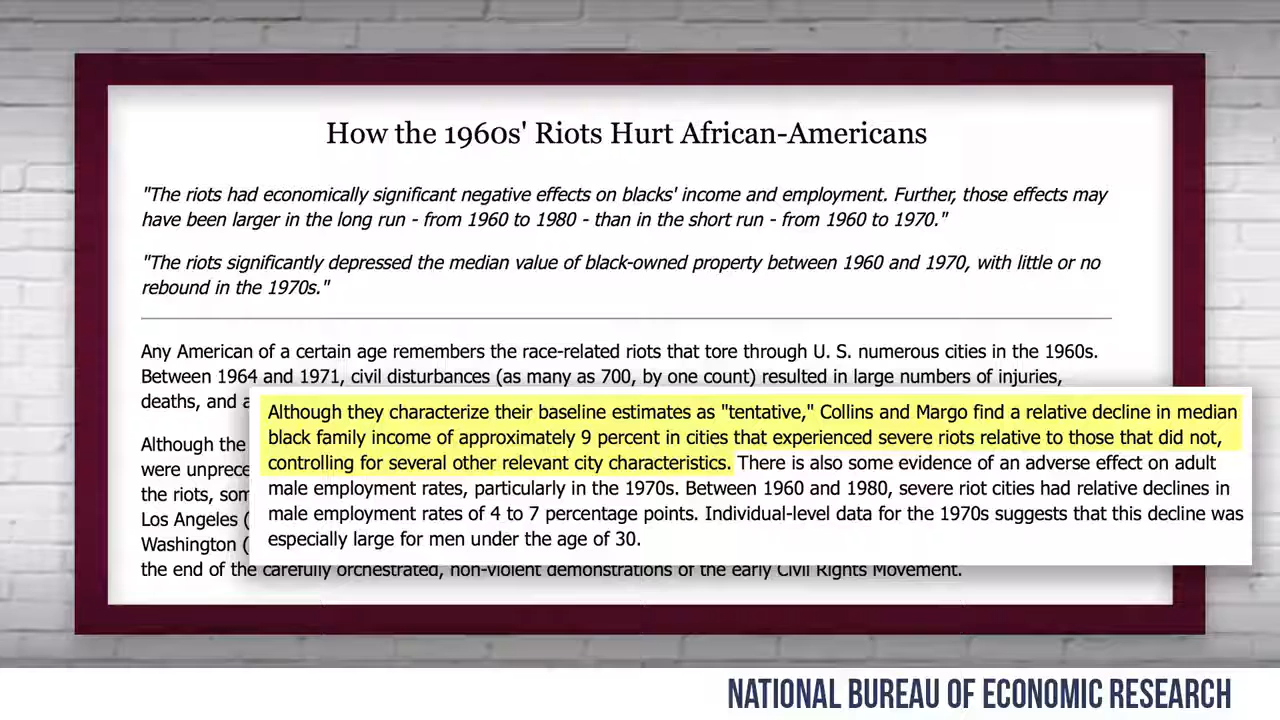 How the 1960s' Riots Hurt African-Americans
"The riots had economically significant negative effects on blacks' income and employment. Further, those effects may
have been larger in the long run - from 1960 to 1980 - than in the short run - from 1960 to 1970."
"The riots significantly depressed the median value of black-owned property between 1960 and 1970, with little or no
rebound in the 1970s."
Any American of a certain age remembers the race-related riots that tore through U. S. numerous cities in the 1960s.
Between 1964 and 1971, civil disturbances (as many as 700, by one count) resulted in large numbers of injuries,
deaths, and
Although the
were
the riots,
Los Angeles (
Washington (
the end of the carefully orchestrated, non-violent demonstrations of the early Civil Rights Movement.
Although they characterize their baseline estimates as "tentative," Collins and Margo find a relative decline in median
black family income of approximately 9 percent in cities that experienced severe riots relative to those that did not,
controlling for several other relevant city characteristics. There is also some evidence of an adverse effect on adult
male employment rates, particularly in the 1970s. Between 1960 and 1980, severe riot cities had relative declines in
male employment rates of 4 to 7 percentage points. Individual-level data for the 1970s suggests that this decline was
especially large for men under the age of 30.
NATIONAL BUREAU OF ECONOMIC RESEARCH